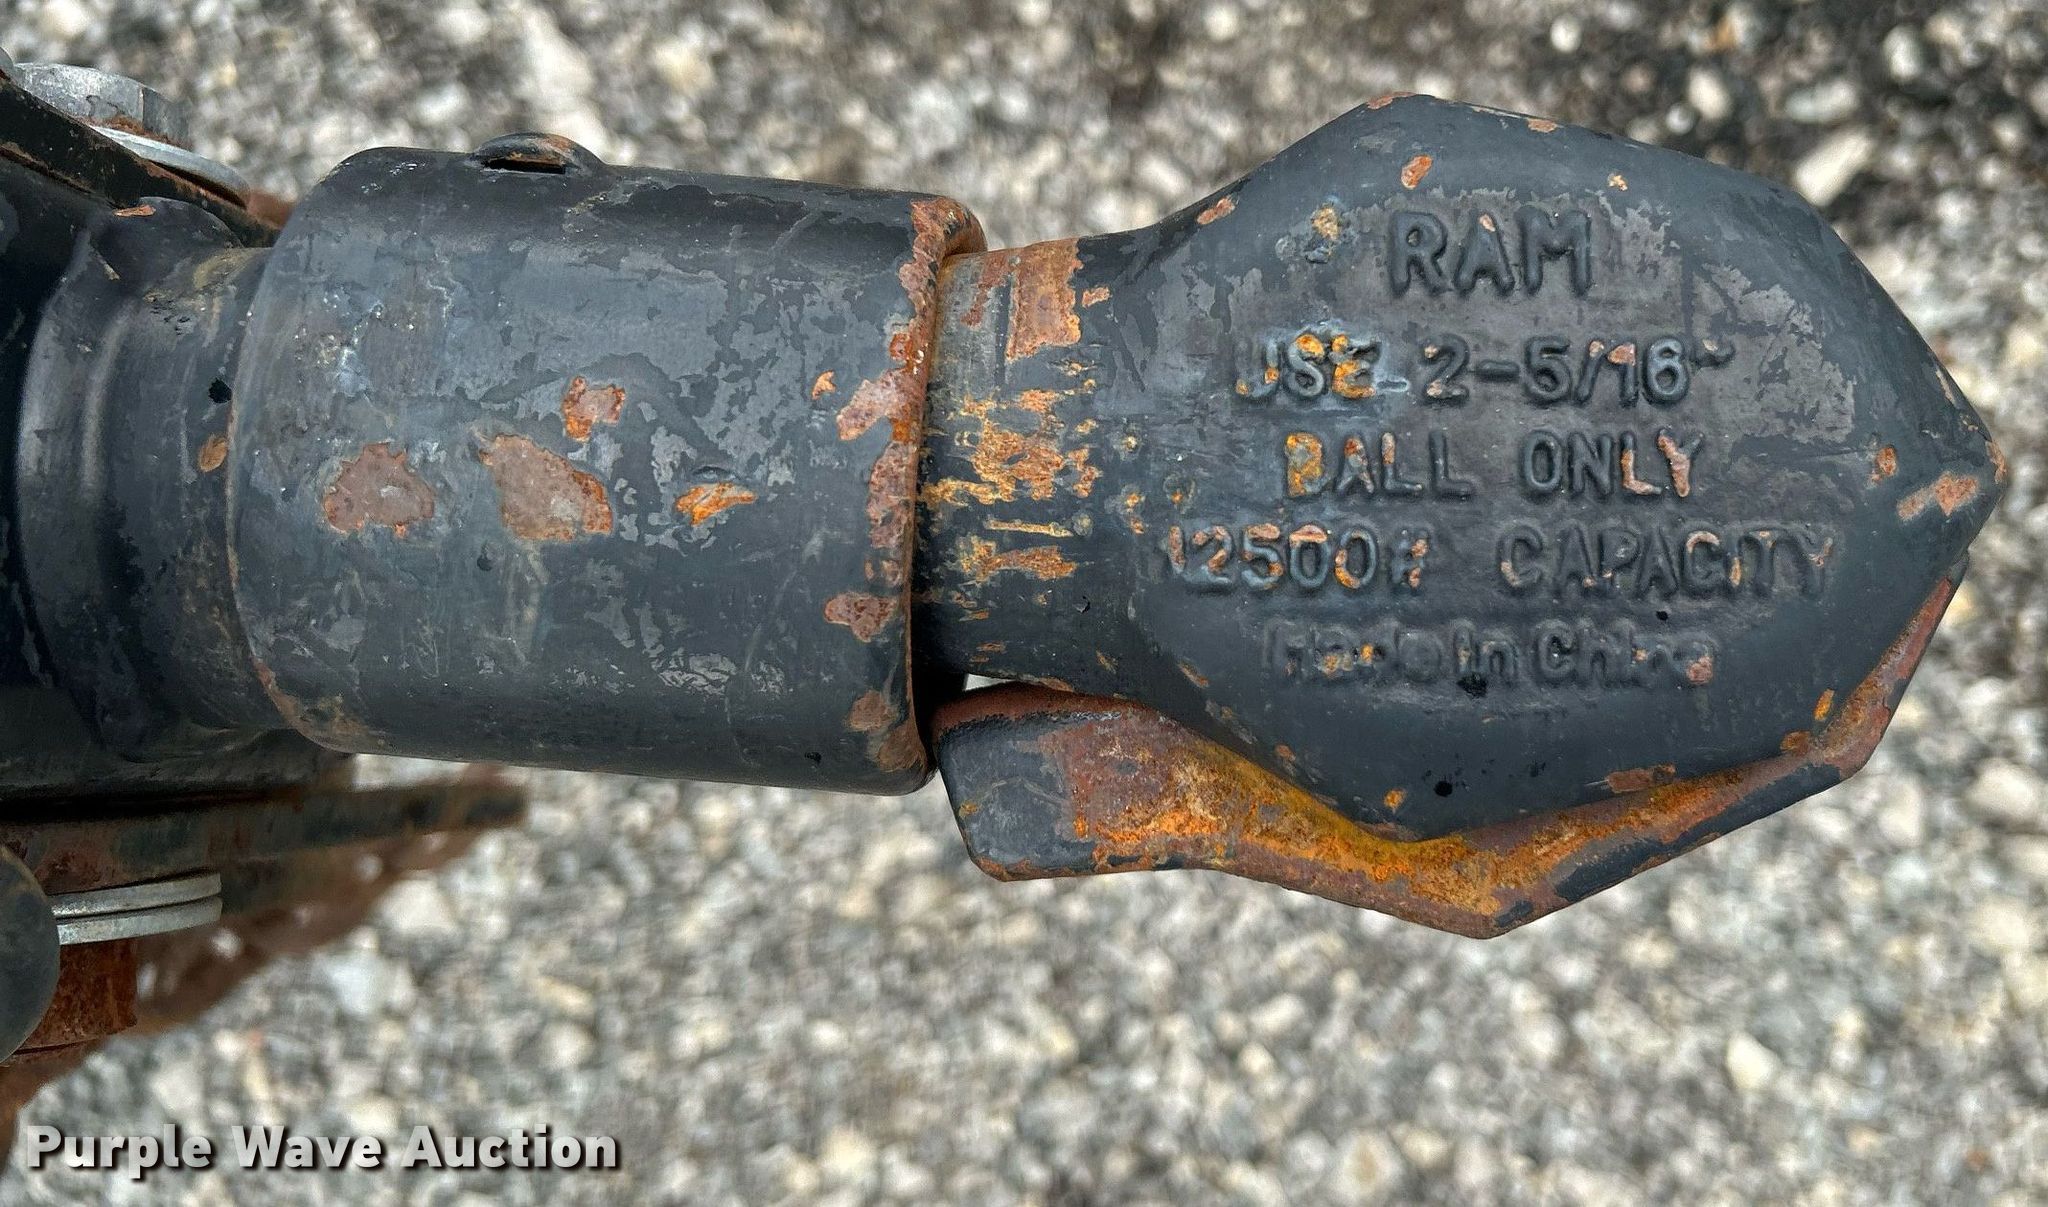 RAM
USE 2-5/16"
BALL ONLY
12500# CAPACITY
Made In China
Purple Wave Auction